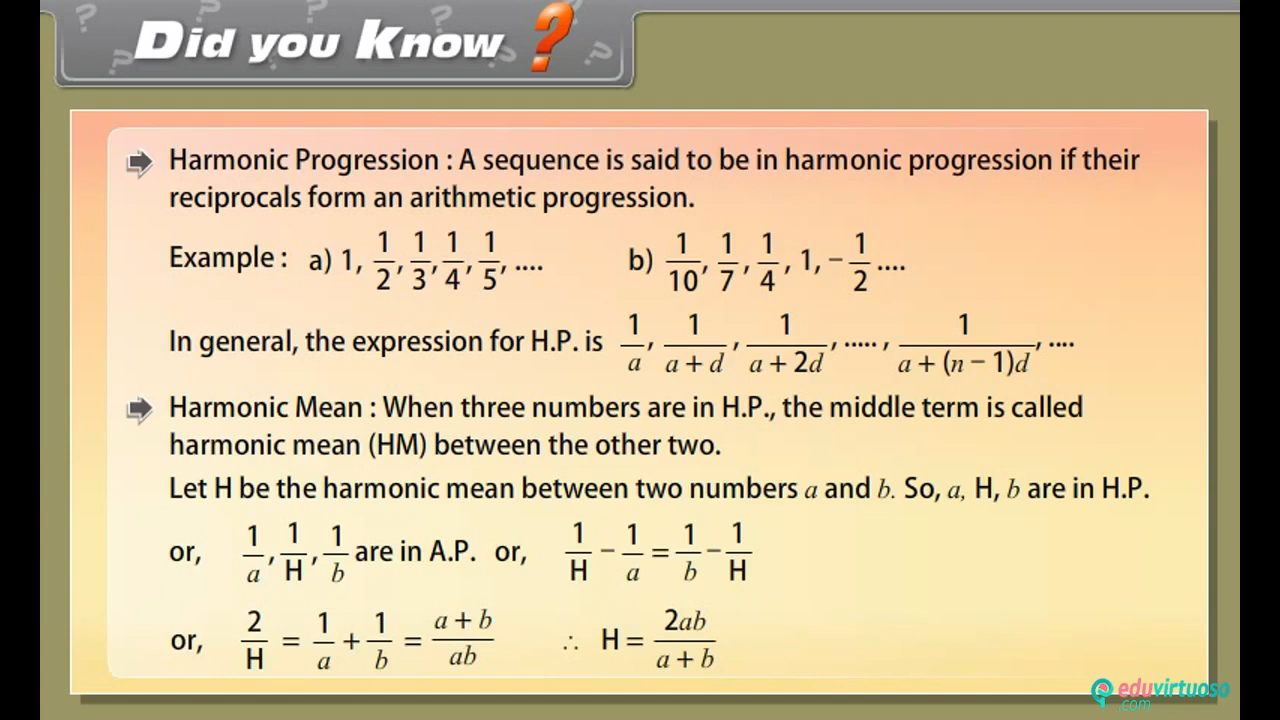 Did you Know ?
Harmonic Progression : A sequence is said to be in harmonic progression if their
reciprocals form an arithmetic progression.
Example : a) 1, 1/2, 1/3, 1/4, 1/5, .... b) 1/10, 1/7, 1/4, 1, − 1/2 ....
In general, the expression for H.P. is 1/a, 1/(a + d), 1/(a + 2d), ....., 1/(a + (n − 1)d), ....
Harmonic Mean : When three numbers are in H.P., the middle term is called
harmonic mean (HM) between the other two.
Let H be the harmonic mean between two numbers a and b. So, a, H, b are in H.P.
or, 1/a, 1/H, 1/b are in A.P. or, 1/H − 1/a = 1/b − 1/H
or, 2/H = 1/a + 1/b = (a + b)/ab ∴ H = 2ab/(a + b)
eduvirtuoso
.com